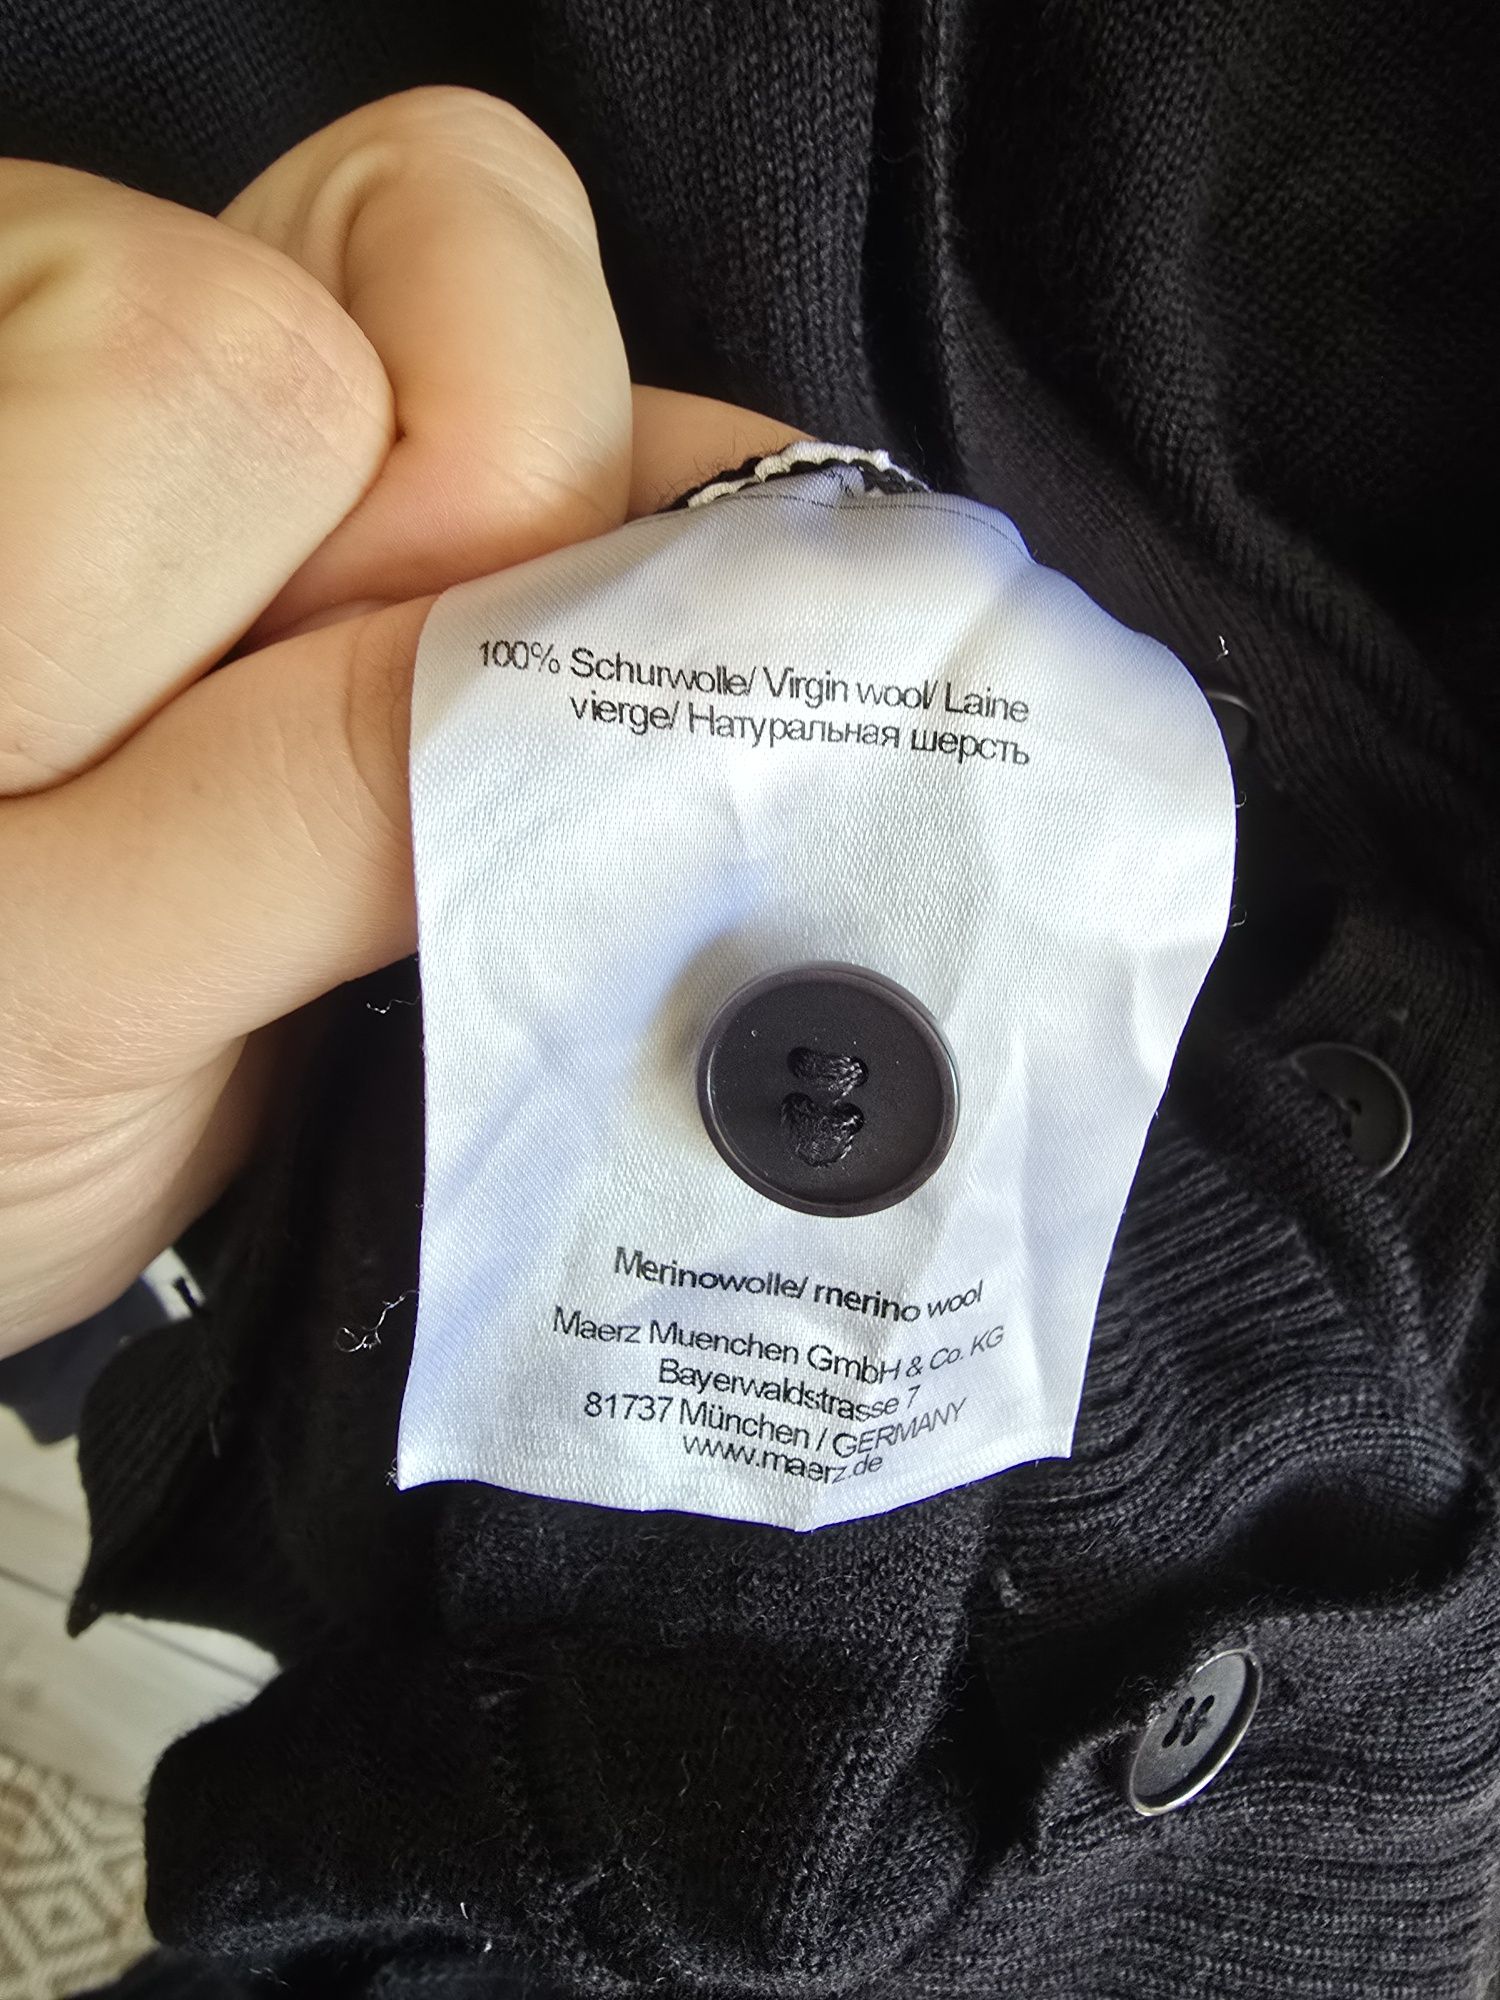 100% Schurwolle/ Virgin wool/ Laine
vierge/ Натуральная шерсть
Merinowolle/ merino wool
Maerz Muenchen GmbH & Co. KG
Bayerwaldstrasse 7
81737 München / GERMANY
www.maerz.de